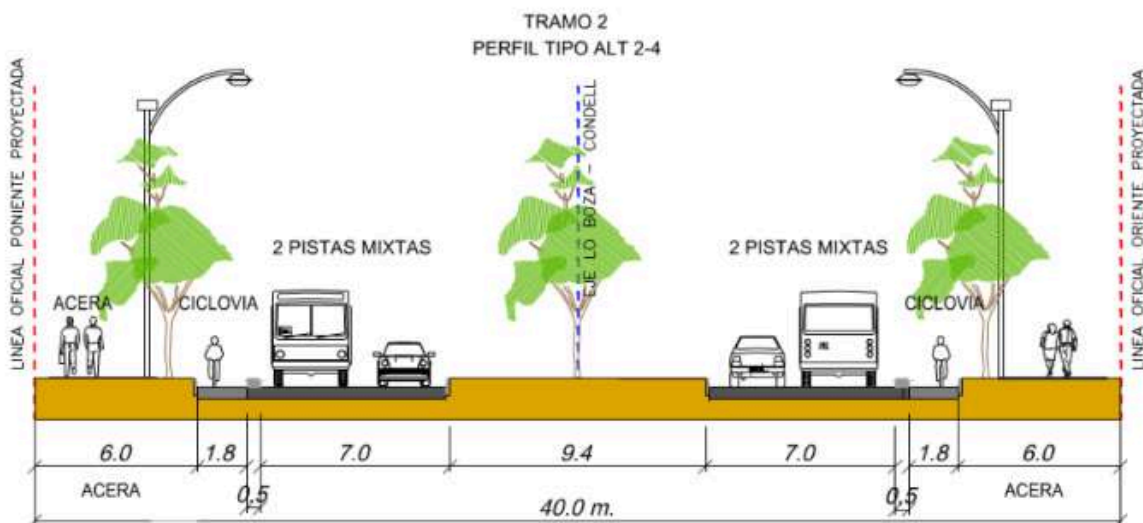 TRAMO 2
PERFIL TIPO ALT 2-4
LINEA OFICIAL PONIENTE PROYECTADA
EJE LO BOZA - CONDELL
LINEA OFICIAL ORIENTE PROYECTADA
2 PISTAS MIXTAS
2 PISTAS MIXTAS
ACERA
CICLOVIA
CICLOVIA
6.0
1.8
7.0
9.4
7.0
1.8
6.0
ACERA
0.5
0.5
ACERA
40.0 m.